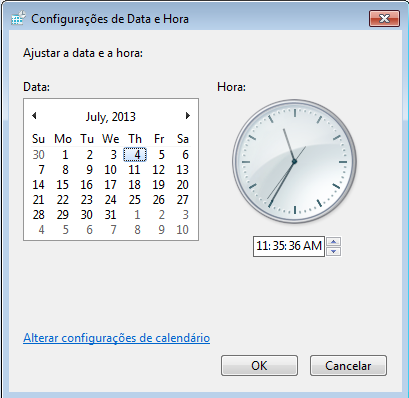 Configurações de Data e Hora
Ajustar a data e a hora:
Data:
Hora:
July, 2013
Su Mo Tu We Th Fr Sa
30 1 2 3 4 5 6
7 8 9 10 11 12 13
14 15 16 17 18 19 20
21 22 23 24 25 26 27
28 29 30 31 1 2 3
4 5 6 7 8 9 10
11:35:36 AM
Alterar configurações de calendário
OK
Cancelar